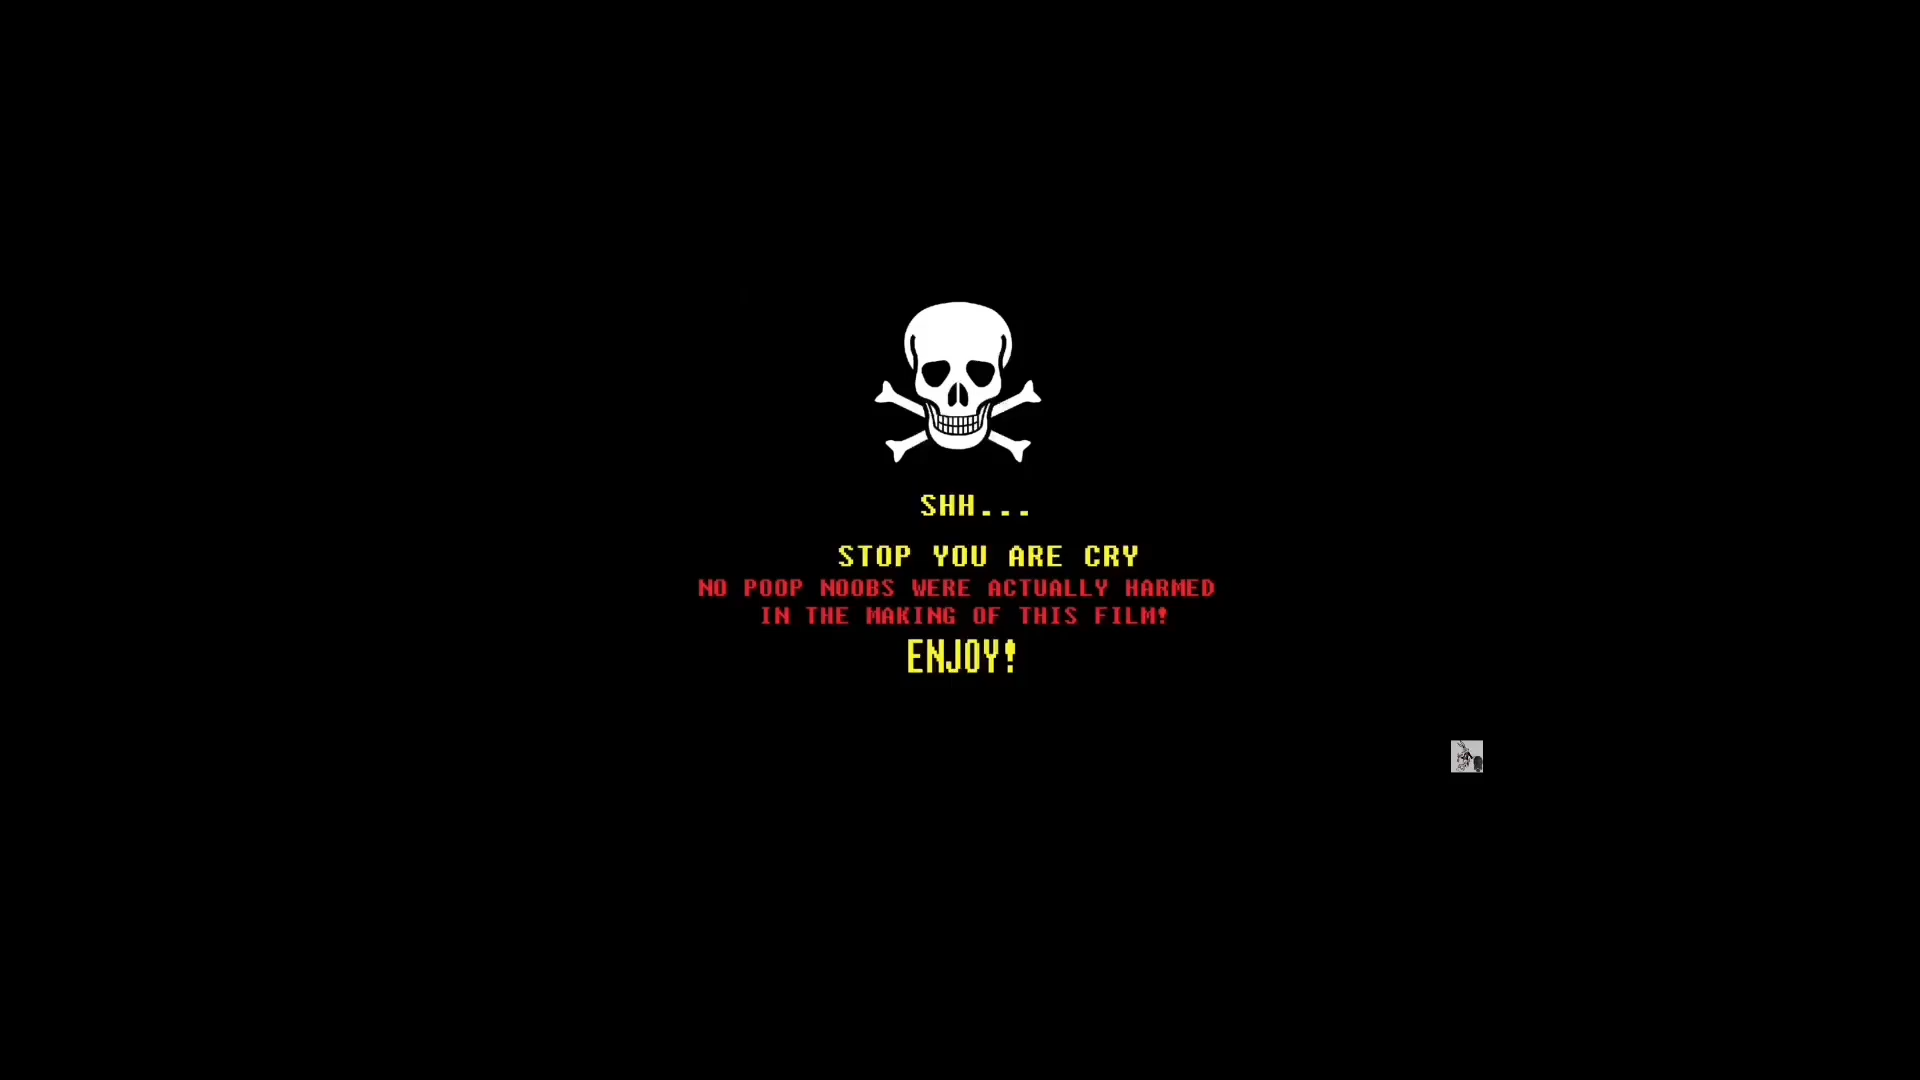 SHH...
STOP YOU ARE CRY
NO POOP NOOBS WERE ACTUALLY HARMED
IN THE MAKING OF THIS FILM!
ENJOY!